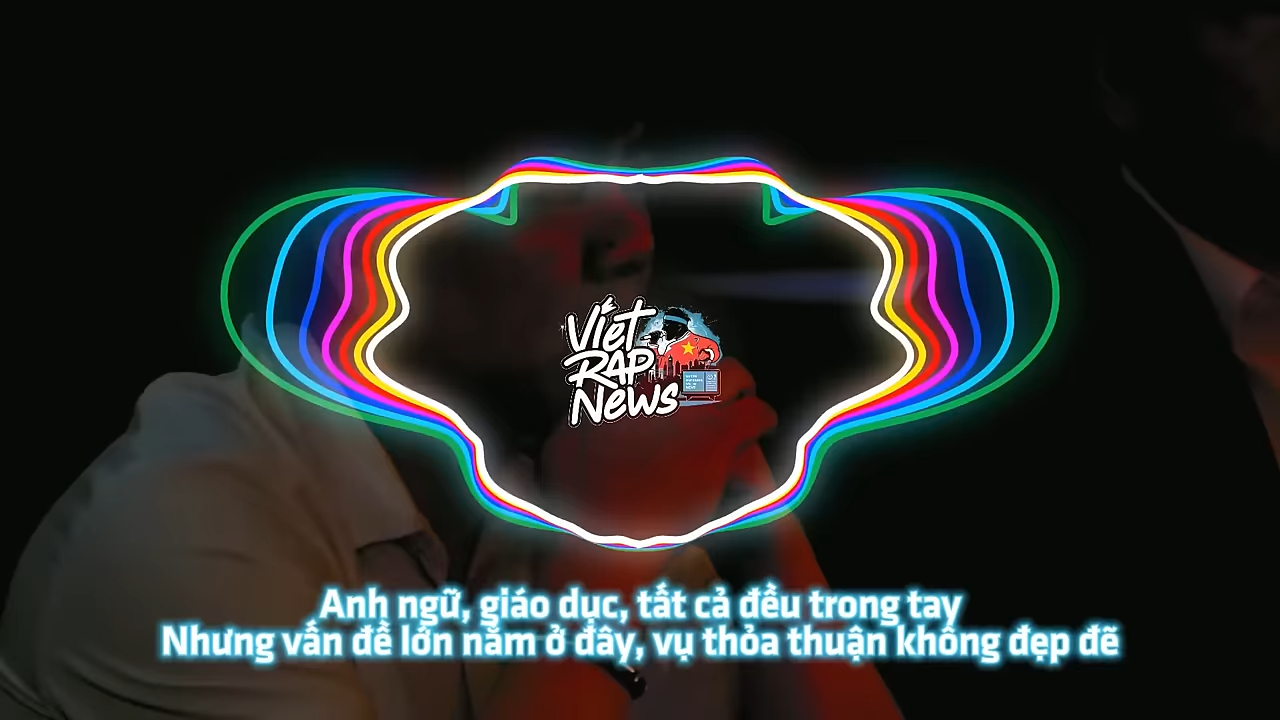 Việt
RAP
News
Anh ngữ, giáo dục, tất cả đều trong tay
Nhưng vấn đề lớn nằm ở đây, vụ thỏa thuận không đẹp đẽ